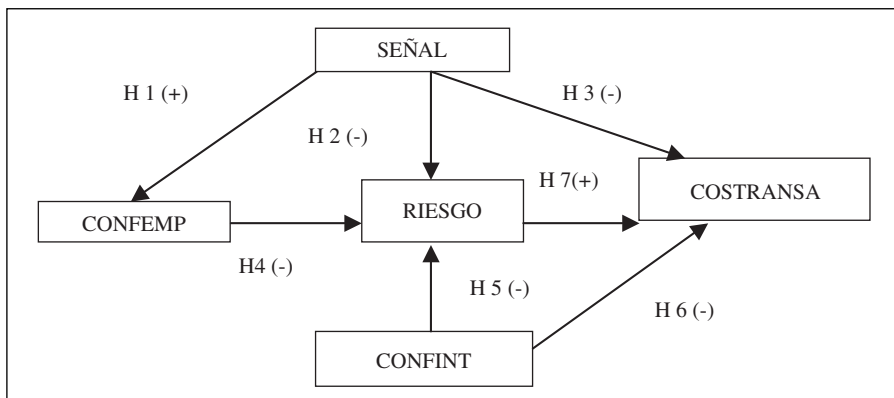 SEÑAL
H 1 (+)
H 3 (-)
H 2 (-)
H 7(+)
COSTRANSA
RIESGO
CONFEMP
H4 (-)
H 5 (-)
H 6 (-)
CONFINT